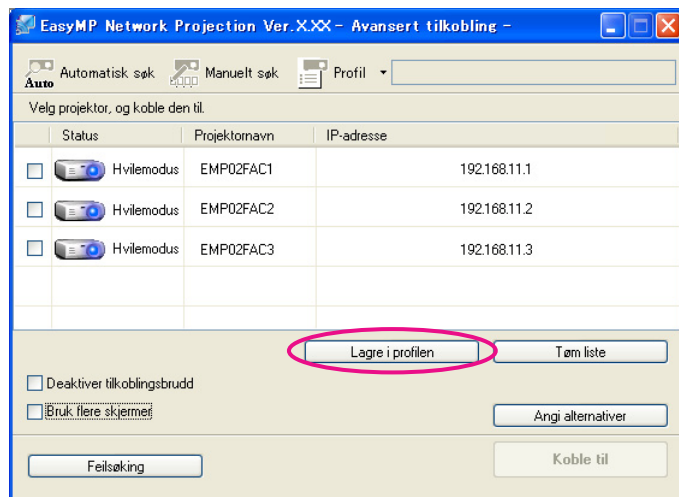 EasyMP Network Projection Ver.X.XX – Avansert tilkobling –
Auto Automatisk søk Manuelt søk Profil
Velg projektor, og koble den til.
Status Projektornavn IP-adresse
Hvilemodus EMP02FAC1 192.168.11.1
Hvilemodus EMP02FAC2 192.168.11.2
Hvilemodus EMP02FAC3 192.168.11.3
Lagre i profilen Tøm liste
Deaktiver tilkoblingsbrudd
Bruk flere skjermer Angi alternativer
Feilsøking Koble til